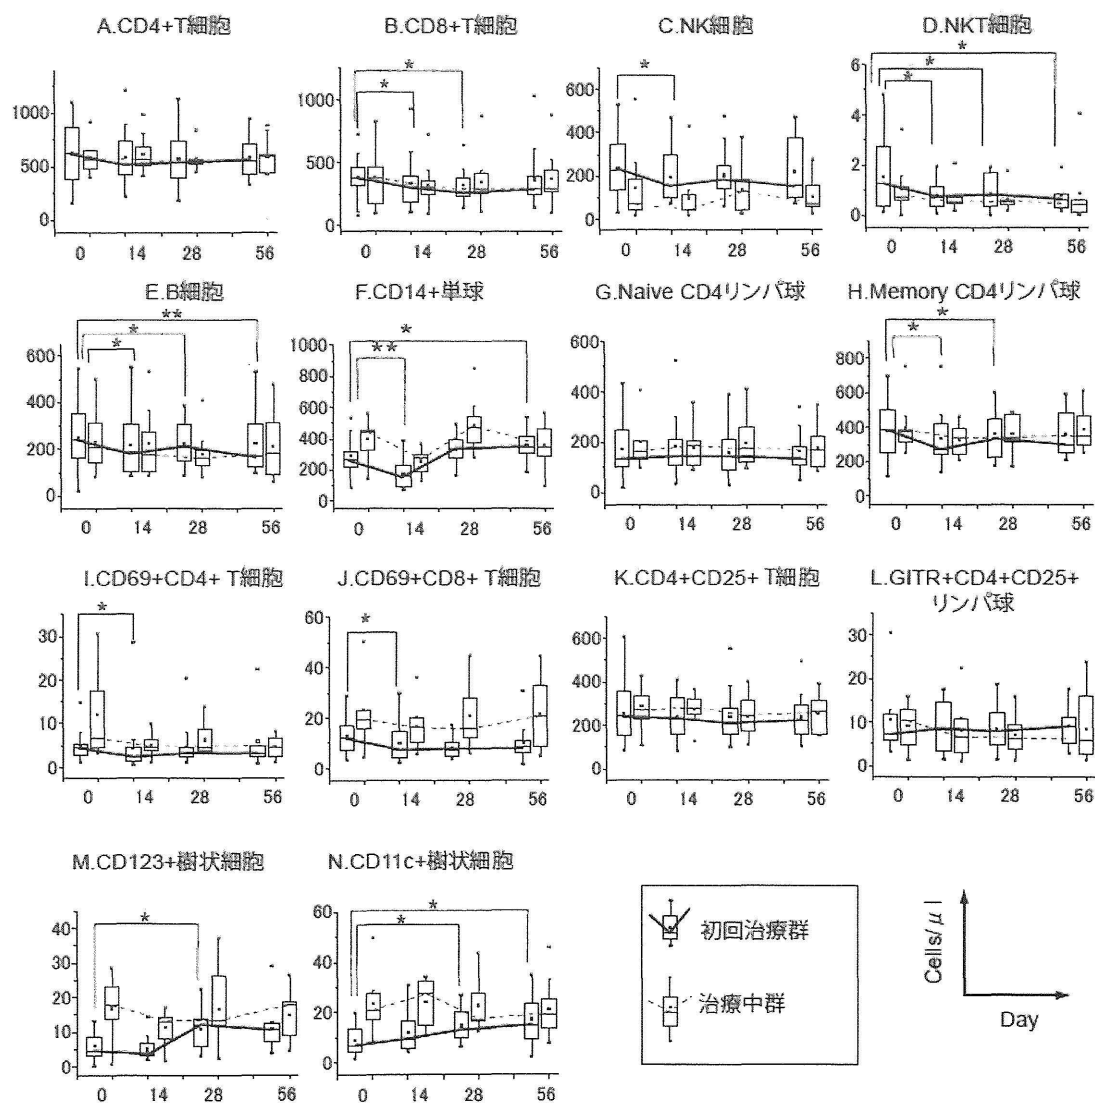 A.CD4+T細胞
B.CD8+T細胞
C.NK細胞
D.NKT細胞
1000
500
0
0 14 28 56
* *
1000
500
0
0 14 28 56
*
600
400
200
0
0 14 28 56
* * *
6
4
2
0
0 14 28 56
E.B細胞
F.CD14+単球
G.Naive CD4リンパ球
H.Memory CD4リンパ球
** * *
600
400
200
0
0 14 28 56
* **
1000
800
600
400
200
0
0 14 28 56
600
400
200
0
0 14 28 56
* *
800
600
400
200
0
0 14 28 56
I.CD69+CD4+ T細胞
J.CD69+CD8+ T細胞
K.CD4+CD25+ T細胞
L.GITR+CD4+CD25+
リンパ球
*
30
20
10
5
0
0 14 28 56
*
60
40
20
0
0 14 28 56
600
400
200
0
0 14 28 56
30
20
10
5
0
0 14 28 56
M.CD123+樹状細胞
N.CD11c+樹状細胞
*
40
30
20
10
0
0 14 28 56
* *
60
40
20
0
0 14 28 56
初回治療群
治療中群
Cells/μl
Day